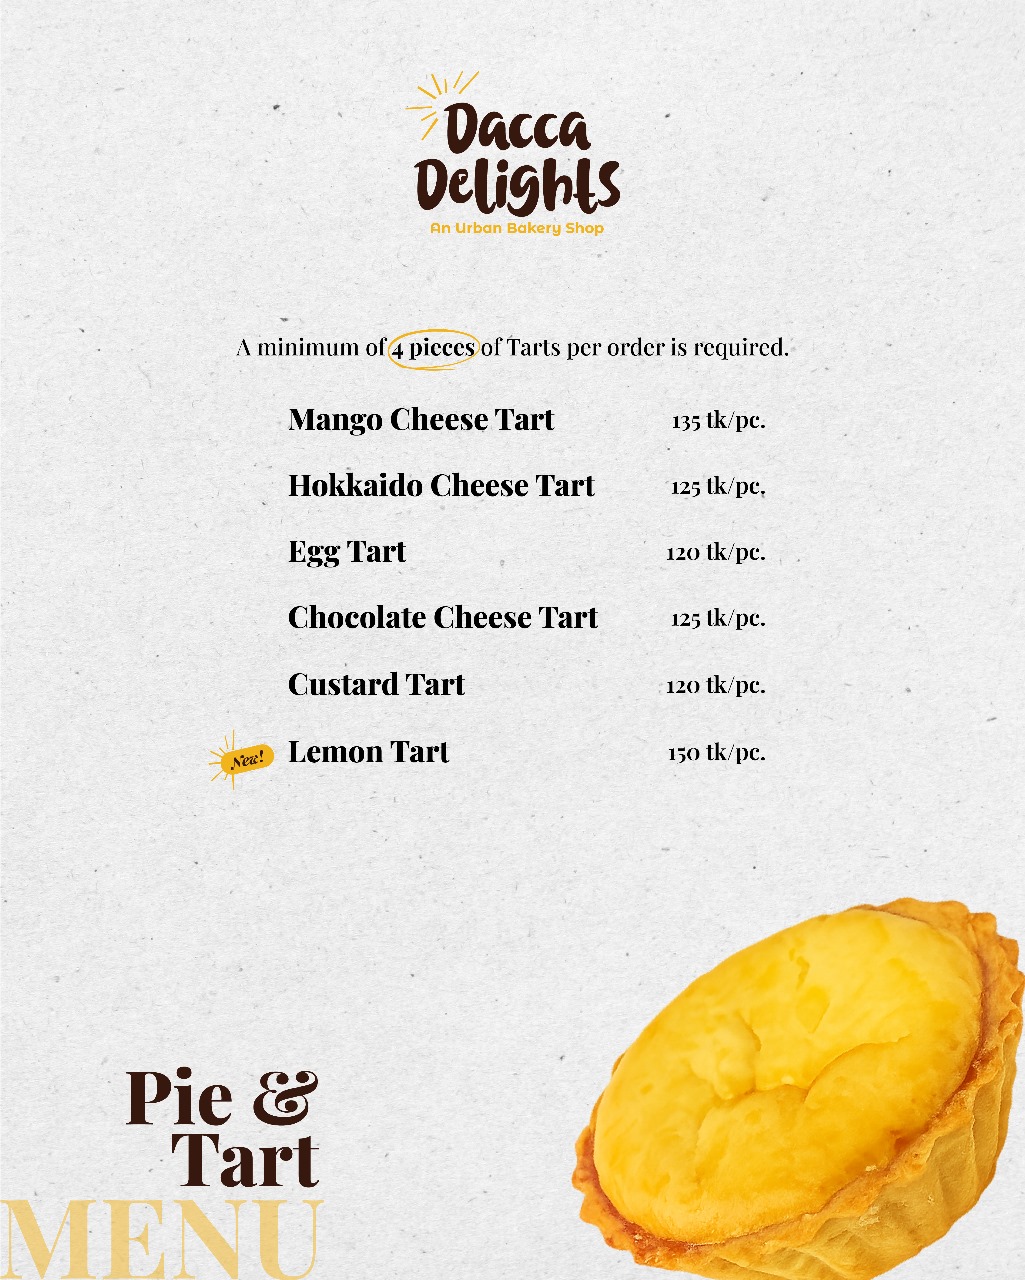 Dacca
Delights
An Urban Bakery Shop
A minimum of 4 pieces of Tarts per order is required.
Mango Cheese Tart 135 tk/pc.
Hokkaido Cheese Tart 125 tk/pc.
Egg Tart 120 tk/pc.
Chocolate Cheese Tart 125 tk/pc.
Custard Tart 120 tk/pc.
New! Lemon Tart 150 tk/pc.
Pie &
Tart
MENU